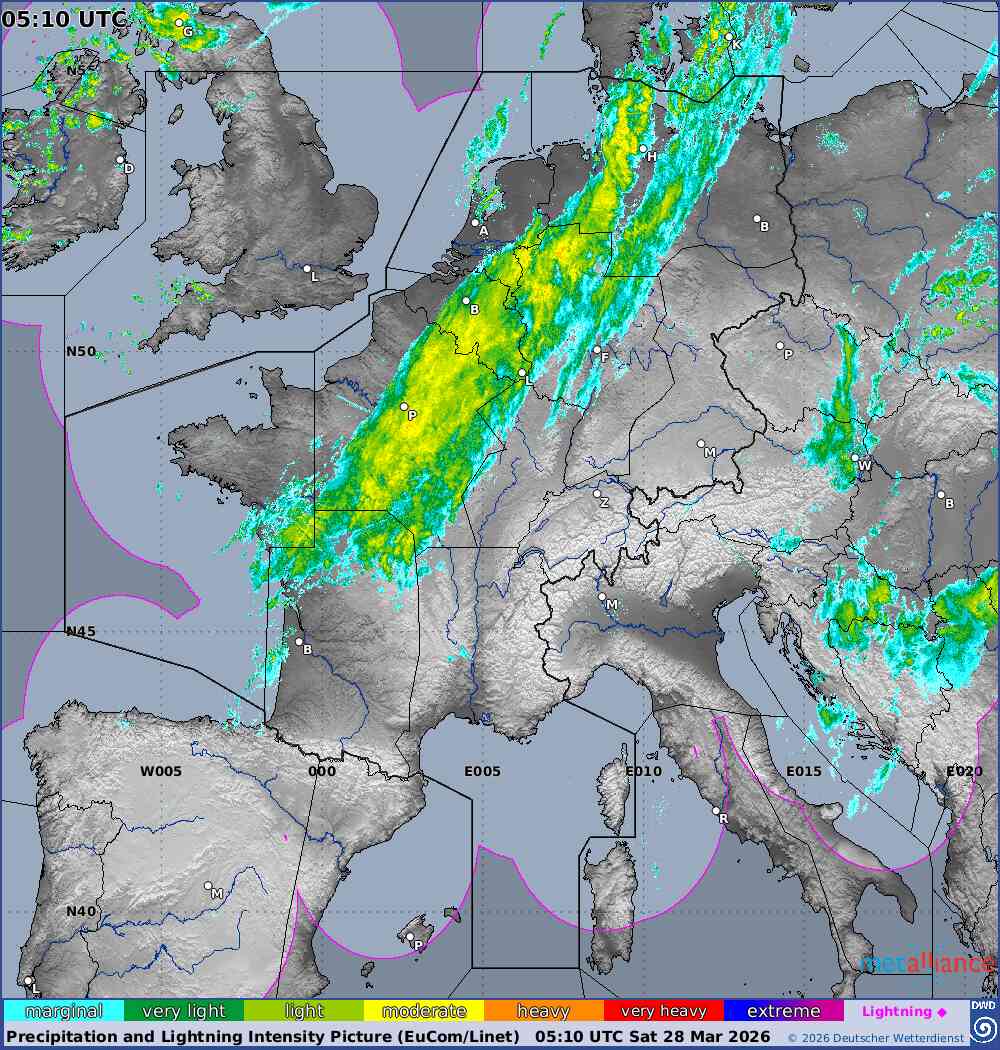 05:10 UTC
G
K
N55
D
H
A
B
L
B
N50
P
F
L
P
M
W
Z
B
M
N45
B
W005
000
E005
E010
E015
E020
R
M
N40
P
metalliance
L
marginal very light light moderate heavy very heavy extreme Lightning ◆
DWD
Precipitation and Lightning Intensity Picture (EuCom/Linet) 05:10 UTC Sat 28 Mar 2026 © 2026 Deutscher Wetterdienst